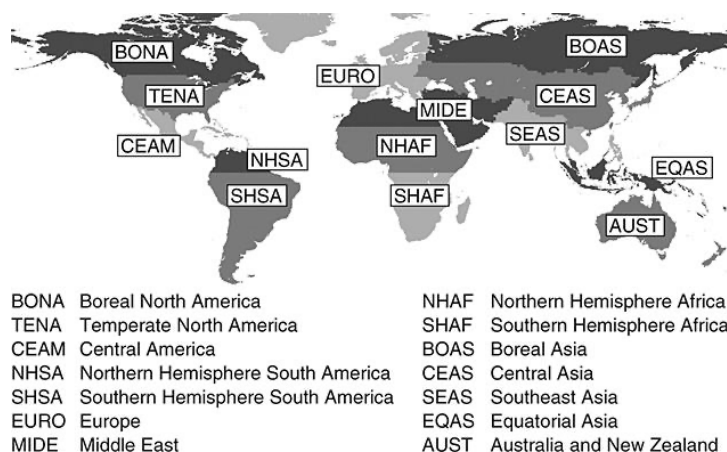 BONA
BOAS
EURO
TENA
CEAS
MIDE
SEAS
CEAM
NHAF
NHSA
EQAS
SHSA
SHAF
AUST
BONA Boreal North America
TENA Temperate North America
CEAM Central America
NHSA Northern Hemisphere South America
SHSA Southern Hemisphere South America
EURO Europe
MIDE Middle East
NHAF Northern Hemisphere Africa
SHAF Southern Hemisphere Africa
BOAS Boreal Asia
CEAS Central Asia
SEAS Southeast Asia
EQAS Equatorial Asia
AUST Australia and New Zealand